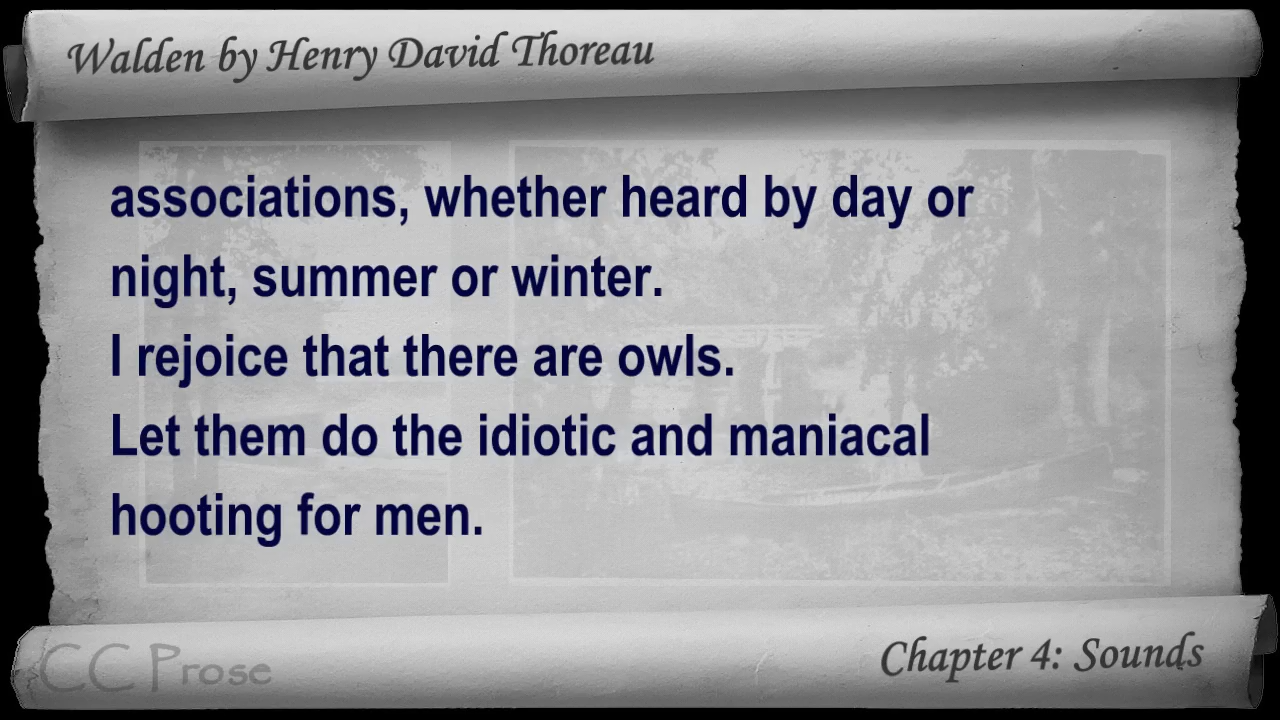 Walden by Henry David Thoreau
associations, whether heard by day or
night, summer or winter.
I rejoice that there are owls.
Let them do the idiotic and maniacal
hooting for men.
CC Prose
Chapter 4: Sounds